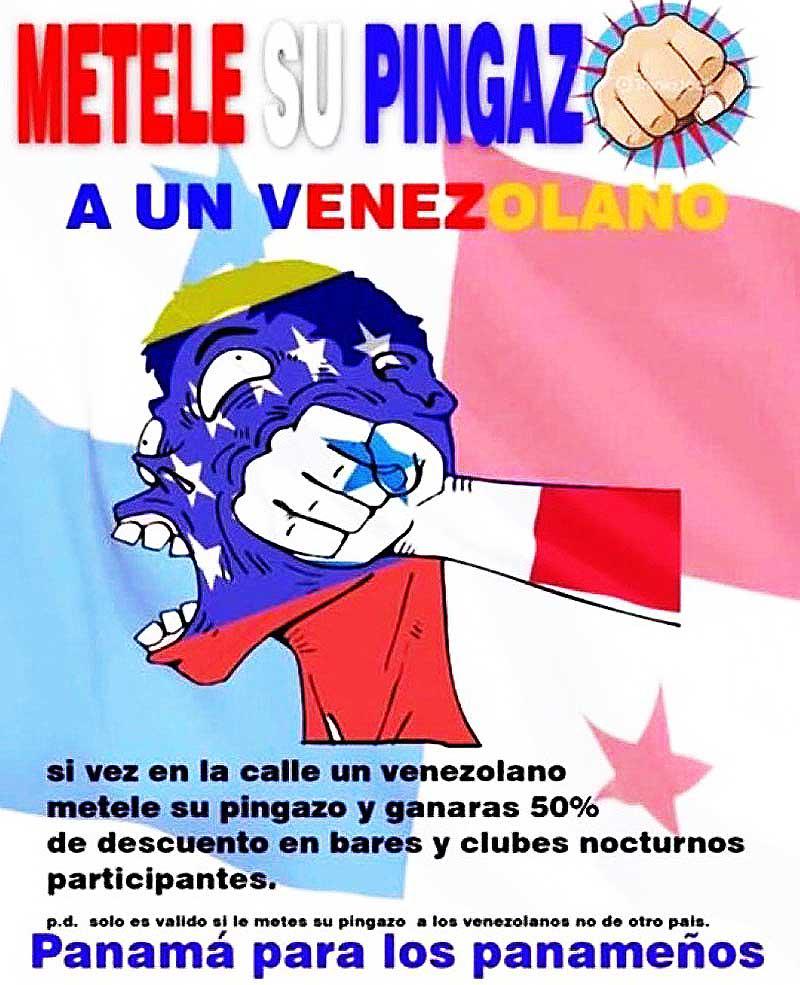 METELE SU PINGAZ
A UN VENEZOLANO
si vez en la calle un venezolano
metele su pingazo y ganaras 50%
de descuento en bares y clubes nocturnos
participantes.
p.d. solo es valido si le metes su pingazo a los venezolanos no de otro pais.
Panamá para los panameños